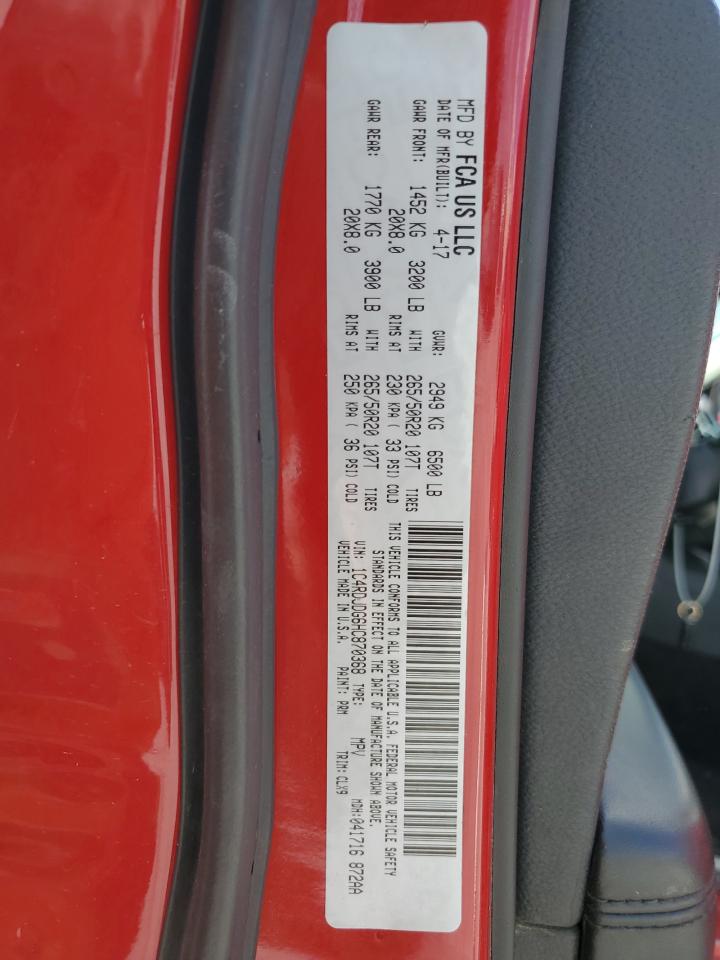 MFD BY FCA US LLC
DATE OF MFR(BUILT): 4-17 GVWR: 2949 KG 6500 LB
GAWR FRONT: 1452 KG 3200 LB WITH 265/50R20 107T TIRES
20X8.0 RIMS AT 230 KPA ( 33 PSI) COLD
GAWR REAR: 1770 KG 3900 LB WITH 265/50R20 107T TIRES
20X8.0 RIMS AT 250 KPA ( 36 PSI) COLD
THIS VEHICLE CONFORMS TO ALL APPLICABLE U.S.A. FEDERAL MOTOR VEHICLE SAFETY
STANDARDS IN EFFECT ON THE DATE OF MANUFACTURE SHOWN ABOVE.
VIN: 1C4RDJDG6HC870368 TYPE: MPV MDH:041716 872AA
VEHICLE MADE IN U.S.A. PAINT: PRM TRIM:CLX9